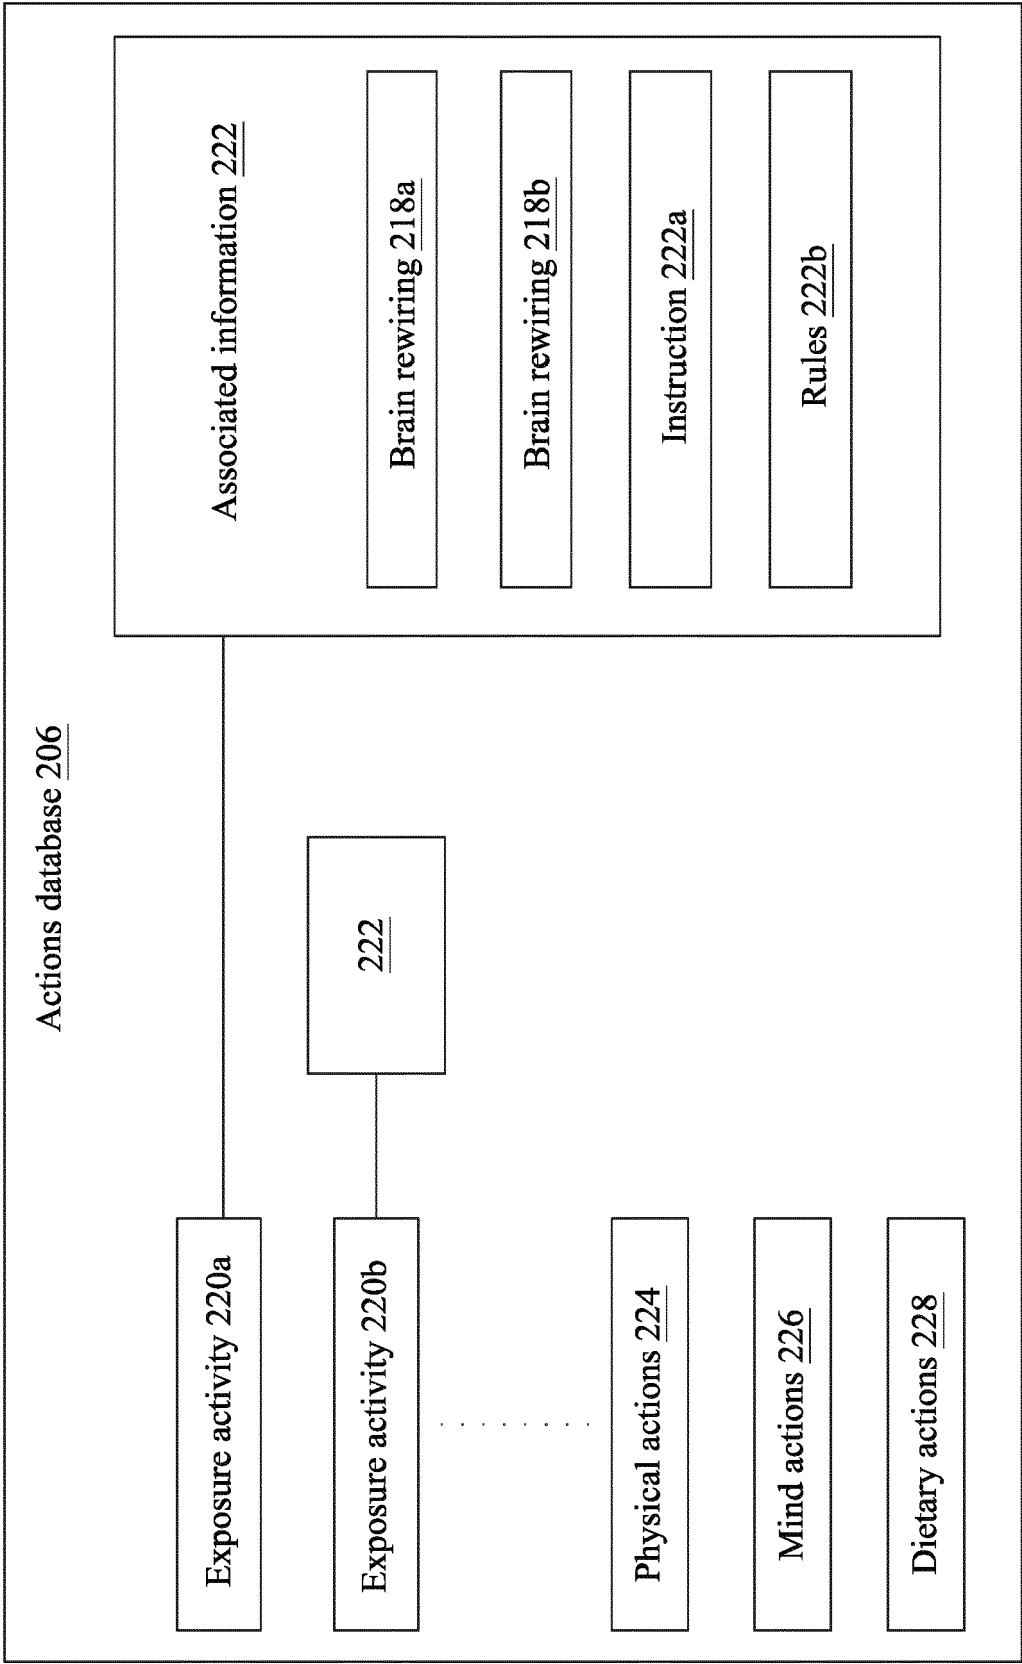 Actions database 206
Exposure activity 220a
Exposure activity 220b
222
Physical actions 224
Mind actions 226
Dietary actions 228
Associated information 222
Brain rewiring 218a
Brain rewiring 218b
Instruction 222a
Rules 222b